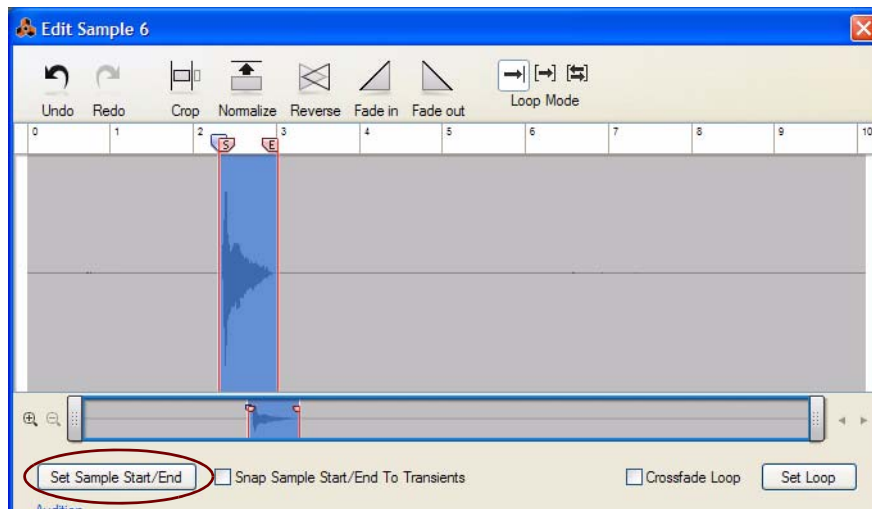 Edit Sample 6
Undo Redo Crop Normalize Reverse Fade in Fade out Loop Mode
0 1 2 3 4 5 6 7 8 9 10
S E
Set Sample Start/End Snap Sample Start/End To Transients Crossfade Loop Set Loop
Audition